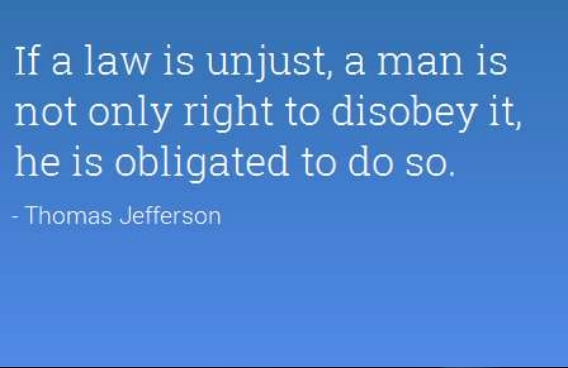 If a law is unjust, a man is
not only right to disobey it,
he is obligated to do so.
- Thomas Jefferson